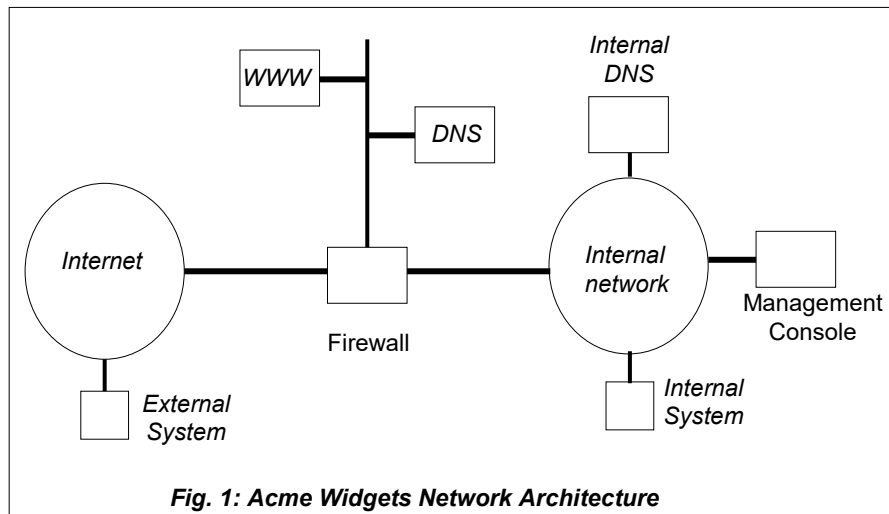 Internal
DNS
WWW
DNS
Internet
Internal
network
Firewall
Management
Console
External
System
Internal
System
Fig. 1: Acme Widgets Network Architecture